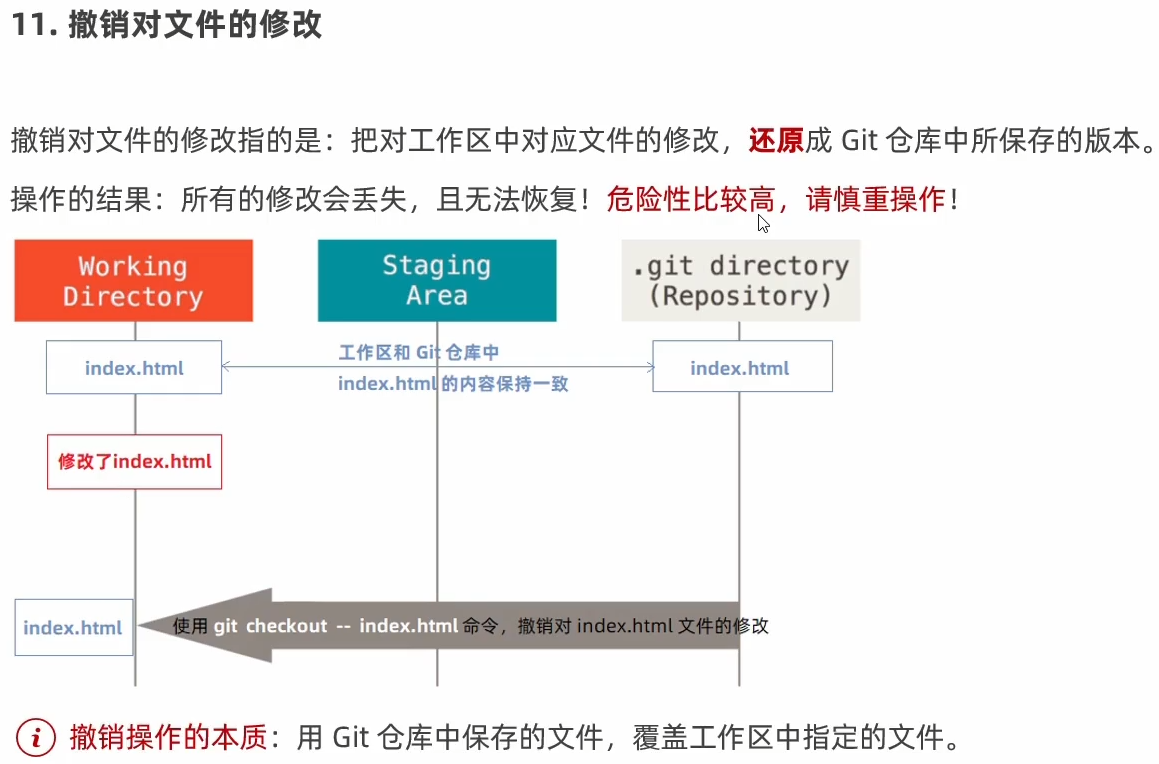 11. 撤销对文件的修改
撤销对文件的修改指的是：把对工作区中对应文件的修改，还原成 Git 仓库中所保存的版本。
操作的结果：所有的修改会丢失，且无法恢复！危险性比较高，请慎重操作！
Working
Directory
Staging
Area
.git directory
(Repository)
index.html
工作区和 Git 仓库中
index.html 的内容保持一致
index.html
修改了index.html
index.html
使用 git checkout -- index.html 命令，撤销对 index.html 文件的修改
i 撤销操作的本质：用 Git 仓库中保存的文件，覆盖工作区中指定的文件。